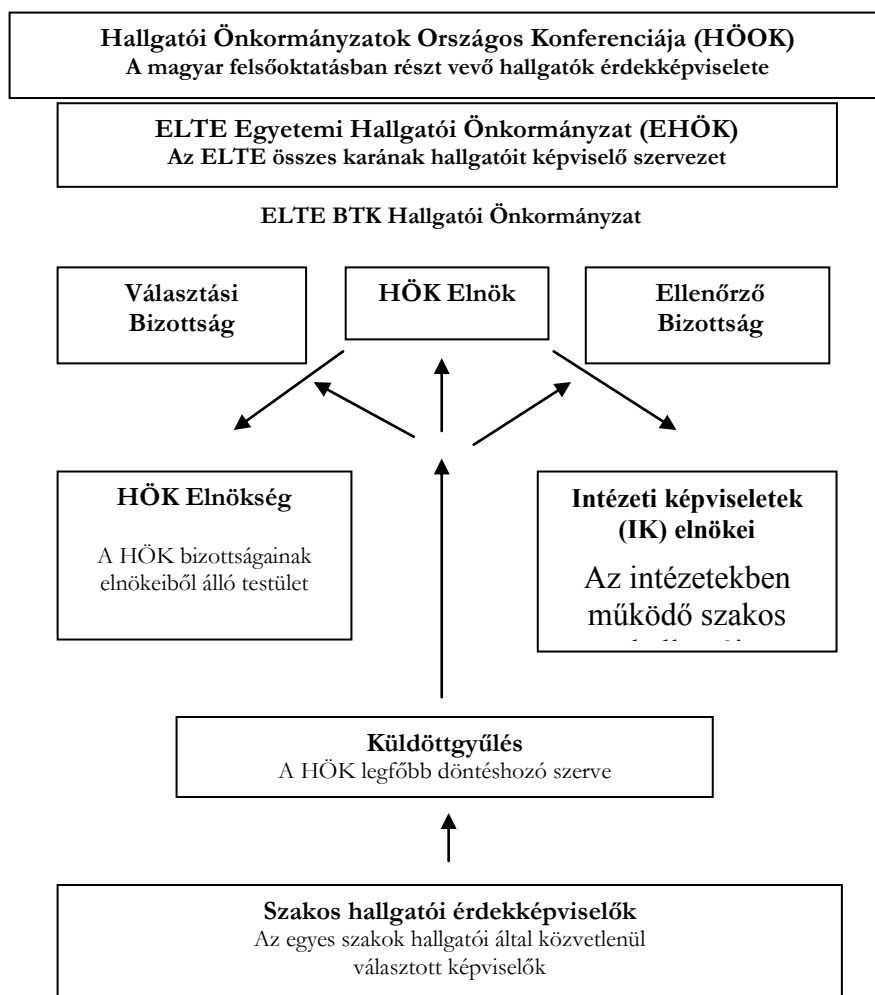 Hallgatói Önkormányzatok Országos Konferenciája (HÖOK)
A magyar felsőoktatásban részt vevő hallgatók érdekképviselete
ELTE Egyetemi Hallgatói Önkormányzat (EHÖK)
Az ELTE összes karának hallgatóit képviselő szervezet
ELTE BTK Hallgatói Önkormányzat
Választási
Bizottság
HÖK Elnök
Ellenőrző
Bizottság
HÖK Elnökség
A HÖK bizottságainak
elnökeiből álló testület
Intézeti képviseletek
(IK) elnökei
Az intézetekben
működő szakos
Küldöttgyűlés
A HÖK legfőbb döntéshozó szerve
Szakos hallgatói érdekképviselők
Az egyes szakok hallgatói által közvetlenül
választott képviselők